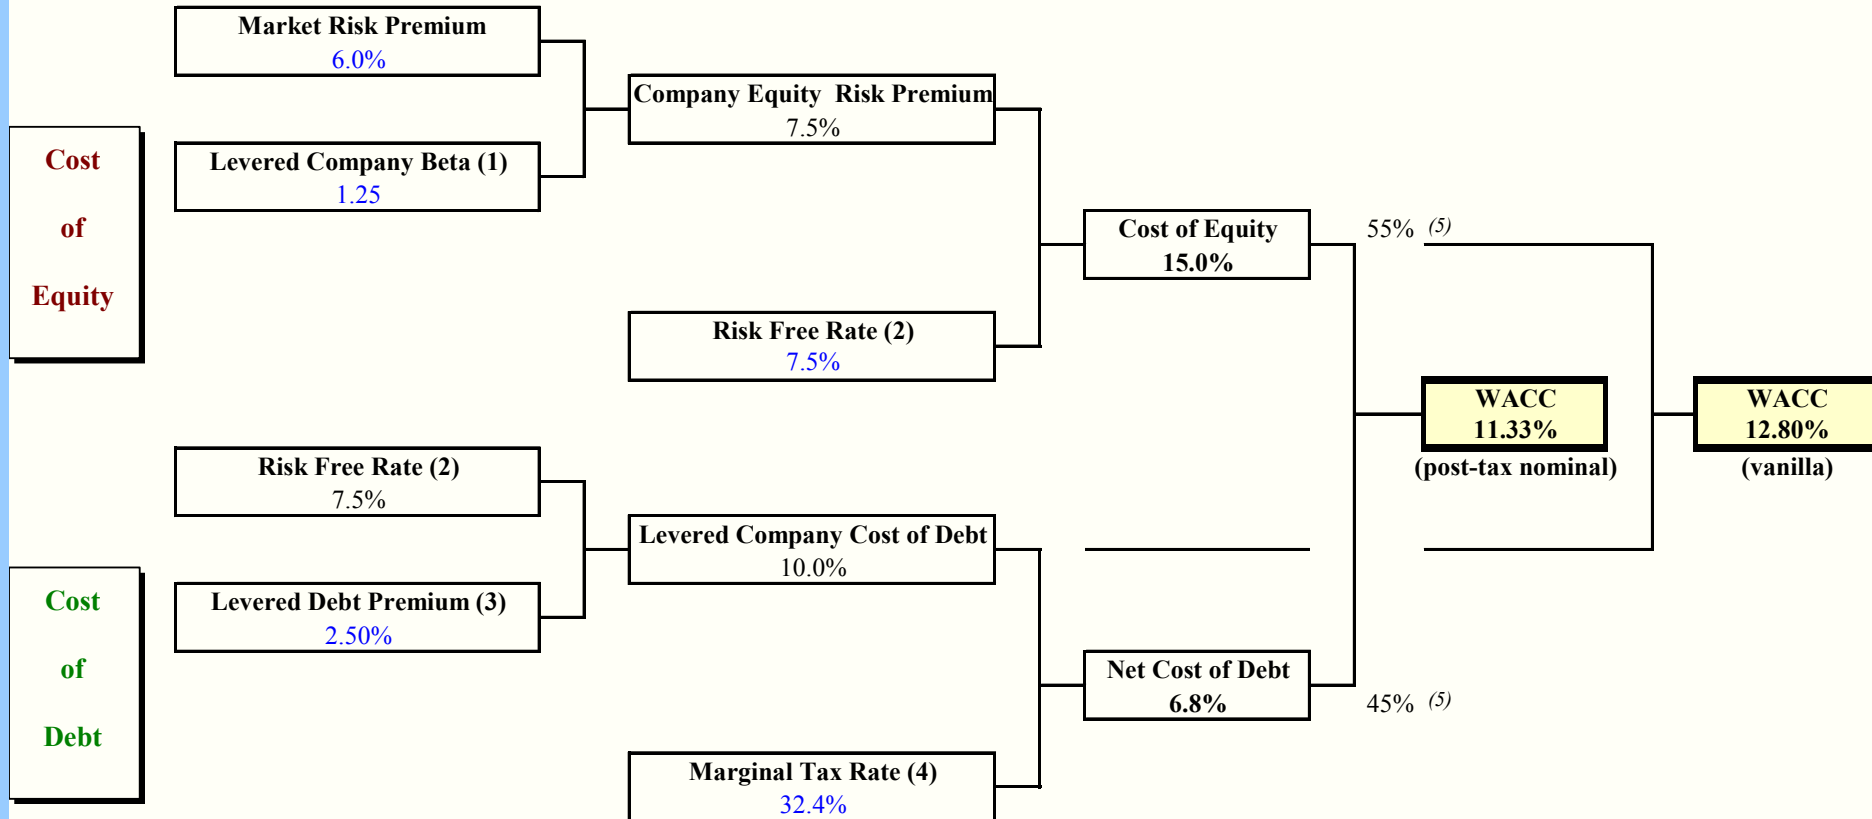 Market Risk Premium
6.0%
Company Equity Risk Premium
7.5%
Cost
of
Equity
Levered Company Beta (1)
1.25
Cost of Equity
15.0%
55% (5)
Risk Free Rate (2)
7.5%
WACC
11.33%
(post-tax nominal)
WACC
12.80%
(vanilla)
Risk Free Rate (2)
7.5%
Levered Company Cost of Debt
10.0%
Cost
of
Debt
Levered Debt Premium (3)
2.50%
Net Cost of Debt
6.8%
45% (5)
Marginal Tax Rate (4)
32.4%